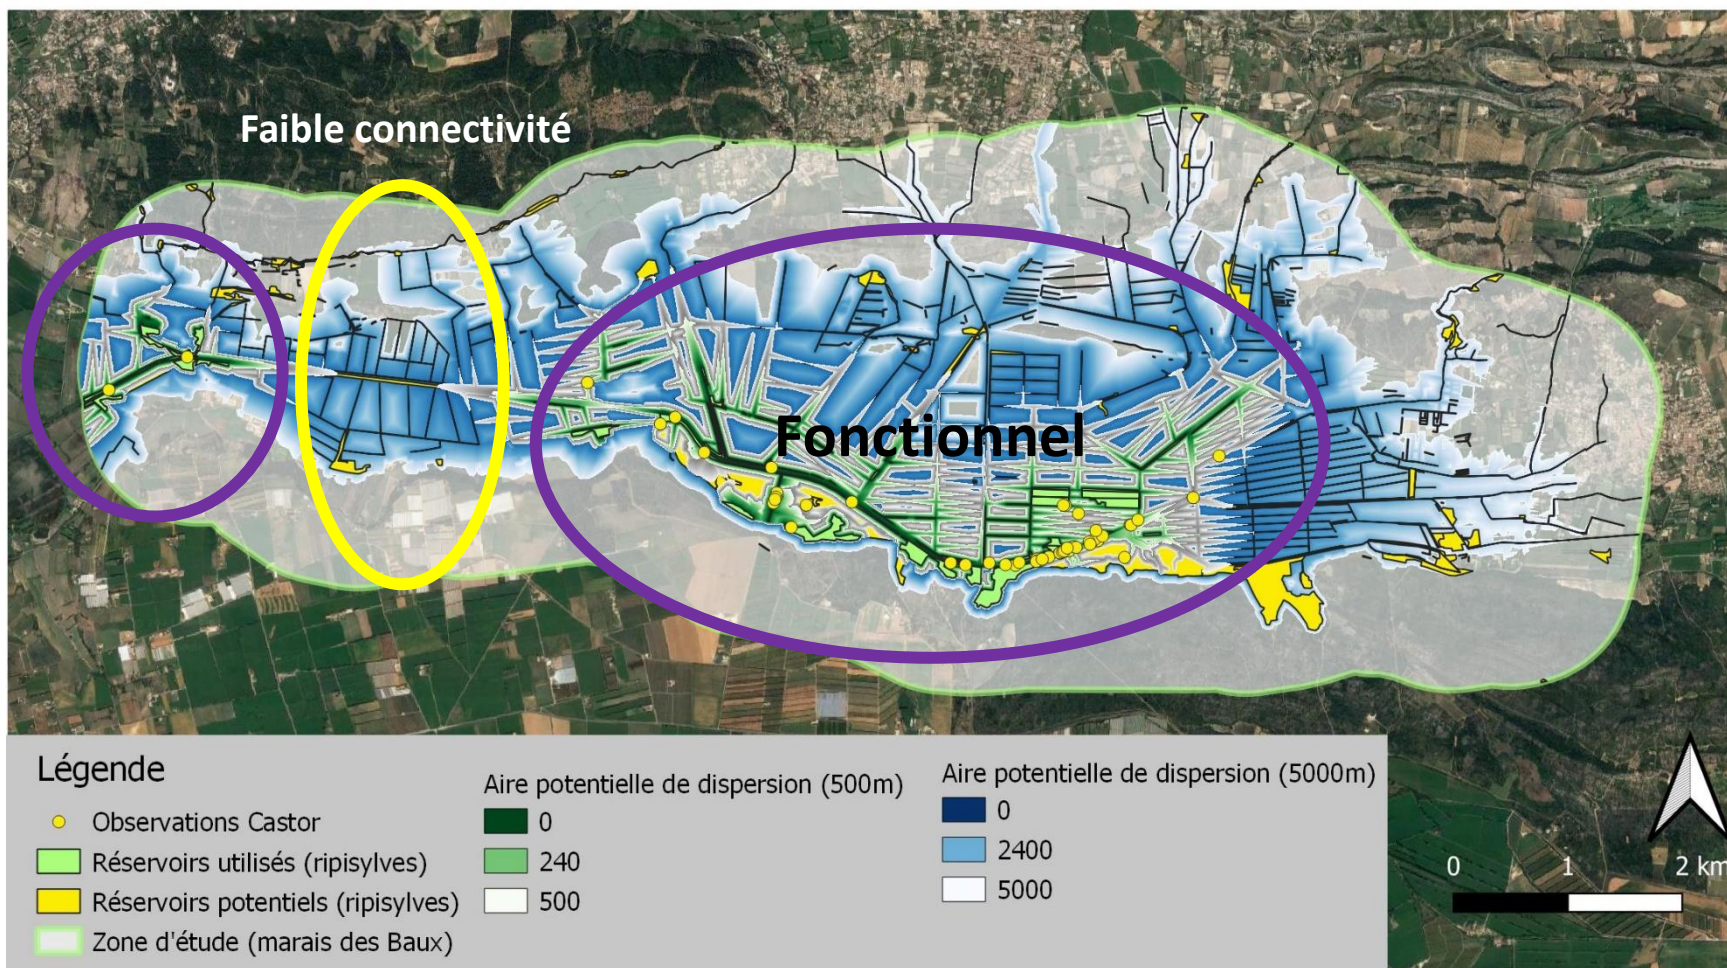 Faible connectivité
Fonctionnel
Légende
Observations Castor
Réservoirs utilisés (ripisylves)
Réservoirs potentiels (ripisylves)
Zone d'étude (marais des Baux)
Aire potentielle de dispersion (500m)
0
240
500
Aire potentielle de dispersion (5000m)
0
2400
5000
0 1 2 km